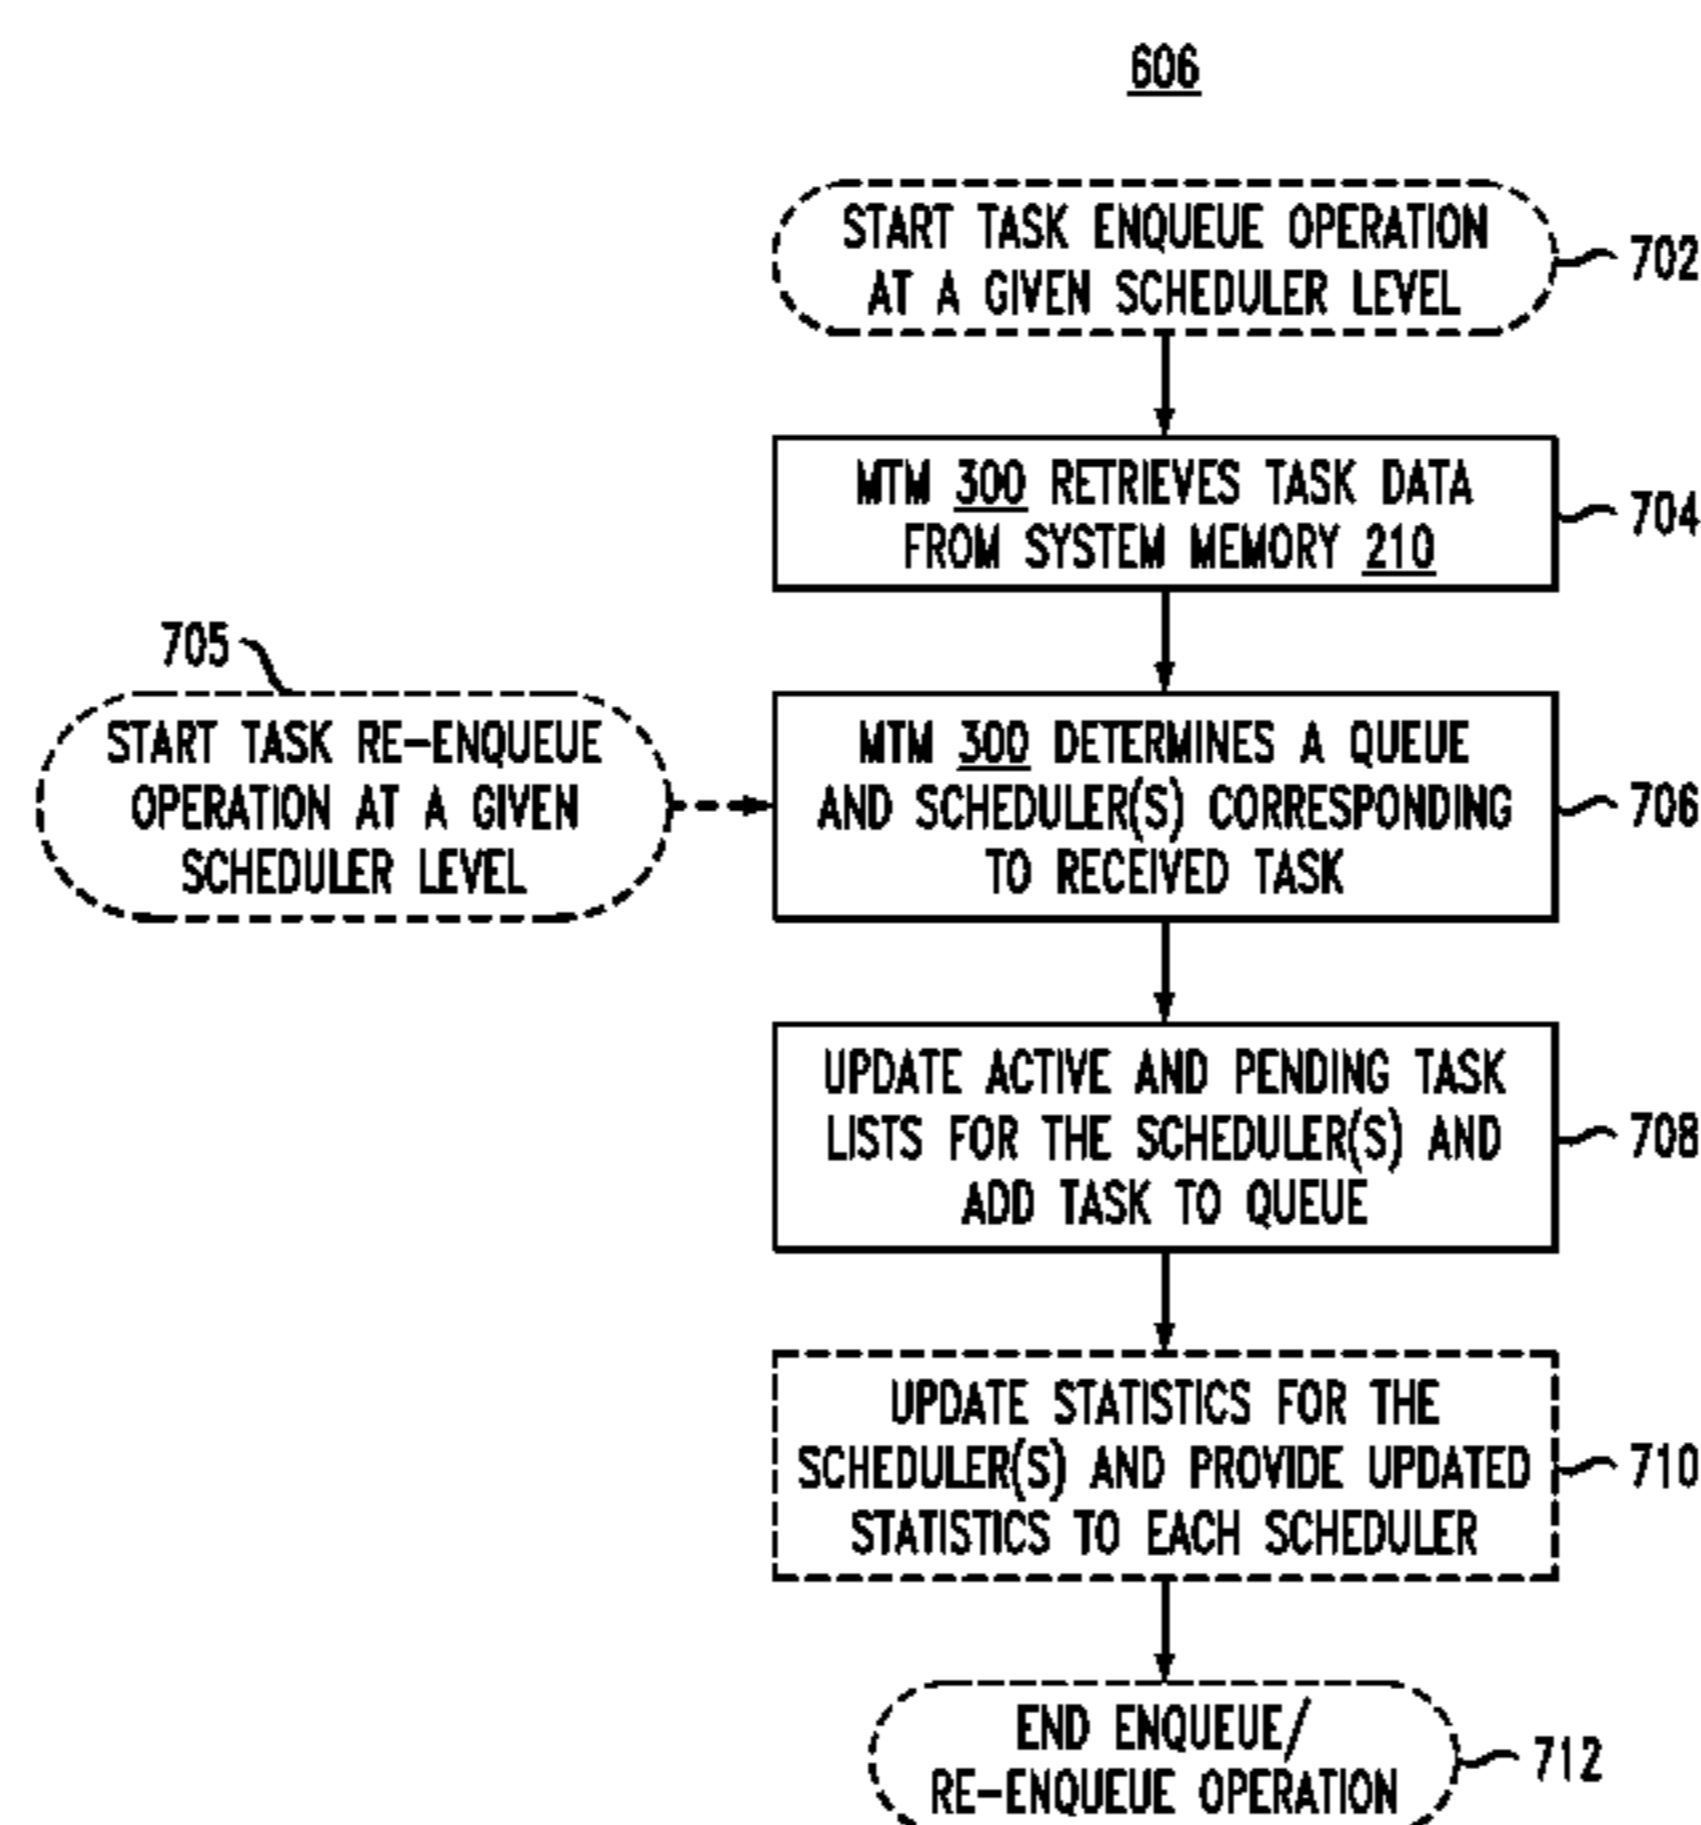 606
START TASK ENQUEUE OPERATION
AT A GIVEN SCHEDULER LEVEL
702
MTM 300 RETRIEVES TASK DATA
FROM SYSTEM MEMORY 210
704
705
START TASK RE-ENQUEUE
OPERATION AT A GIVEN
SCHEDULER LEVEL
MTM 300 DETERMINES A QUEUE
AND SCHEDULER(S) CORRESPONDING
TO RECEIVED TASK
706
UPDATE ACTIVE AND PENDING TASK
LISTS FOR THE SCHEDULER(S) AND
ADD TASK TO QUEUE
708
UPDATE STATISTICS FOR THE
SCHEDULER(S) AND PROVIDE UPDATED
STATISTICS TO EACH SCHEDULER
710
END ENQUEUE/
RE-ENQUEUE OPERATION
712